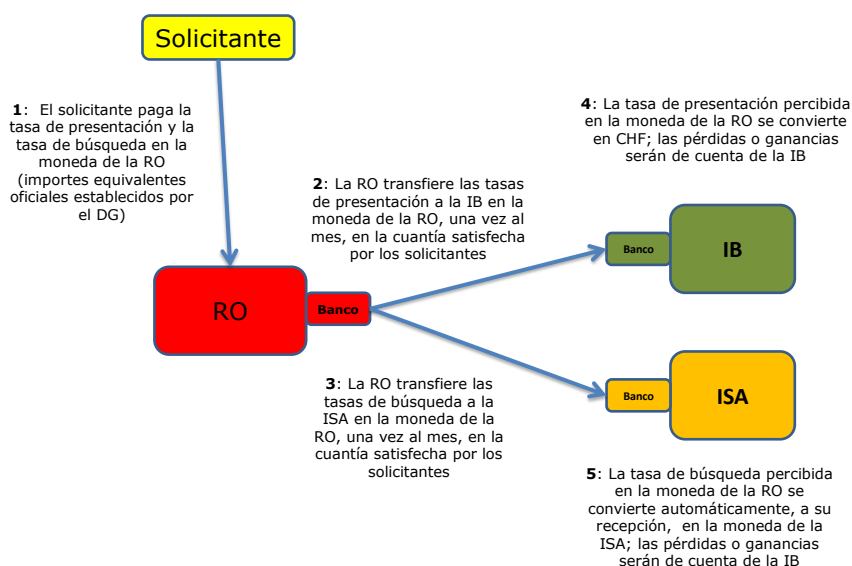 Solicitante
1: El solicitante paga la
tasa de presentación y la
tasa de búsqueda en la
moneda de la RO
(importes equivalentes
oficiales establecidos por
el DG)
2: La RO transfiere las tasas
de presentación a la IB en la
moneda de la RO, una vez al
mes, en la cuantía satisfecha
por los solicitantes
4: La tasa de presentación percibida
en la moneda de la RO se convierte
en CHF; las pérdidas o ganancias
serán de cuenta de la IB
RO
Banco
Banco
IB
3: La RO transfiere las
tasas de búsqueda a la
ISA en la moneda de la
RO, una vez al mes, en la
cuantía satisfecha por los
solicitantes
Banco
ISA
5: La tasa de búsqueda percibida
en la moneda de la RO se
convierte automáticamente, a su
recepción, en la moneda de la
ISA; las pérdidas o ganancias
serán de cuenta de la IB